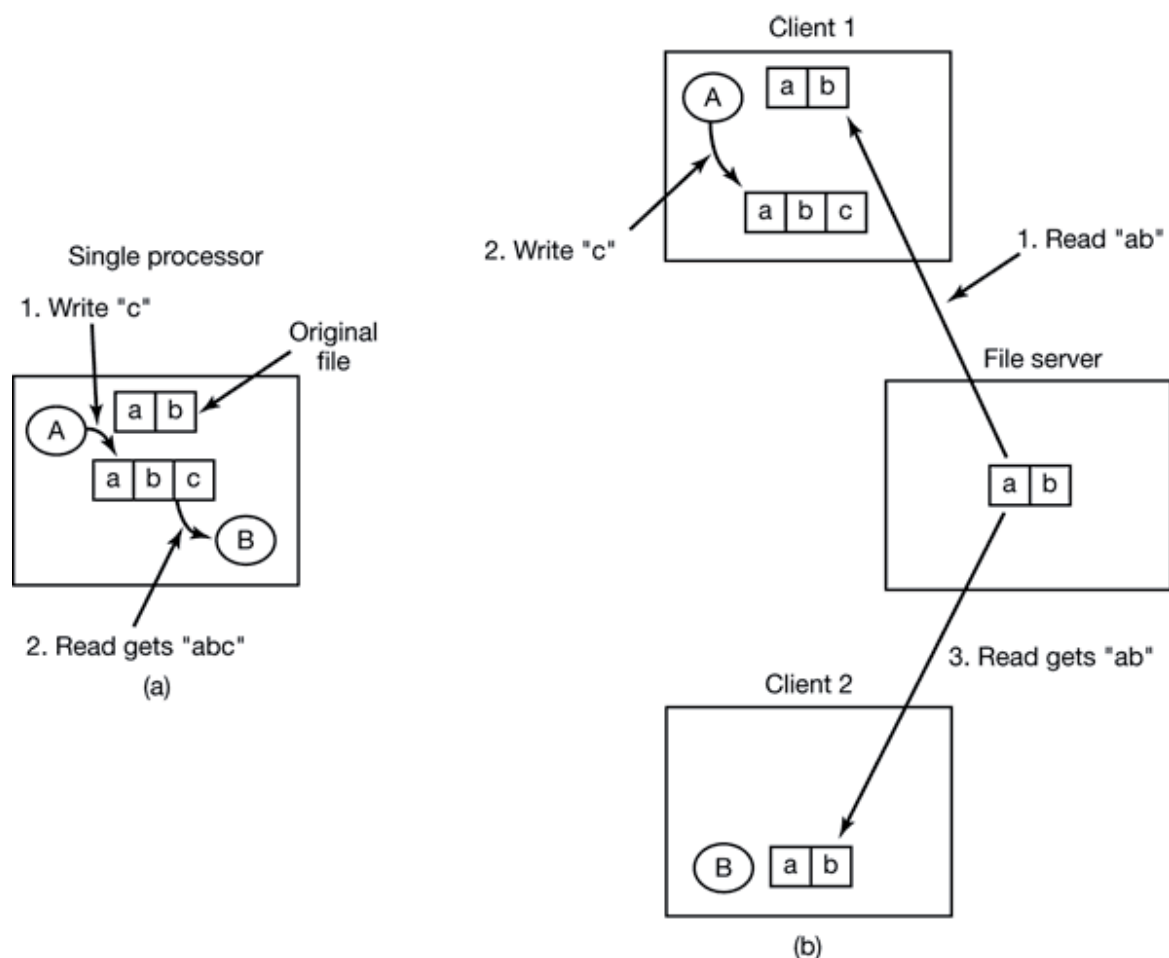 Single processor
1. Write "c"
Original
file
A
a b
a b c
B
2. Read gets "abc"
(a)
Client 1
A
a b
a b c
2. Write "c"
1. Read "ab"
File server
a b
3. Read gets "ab"
Client 2
B
a b
(b)